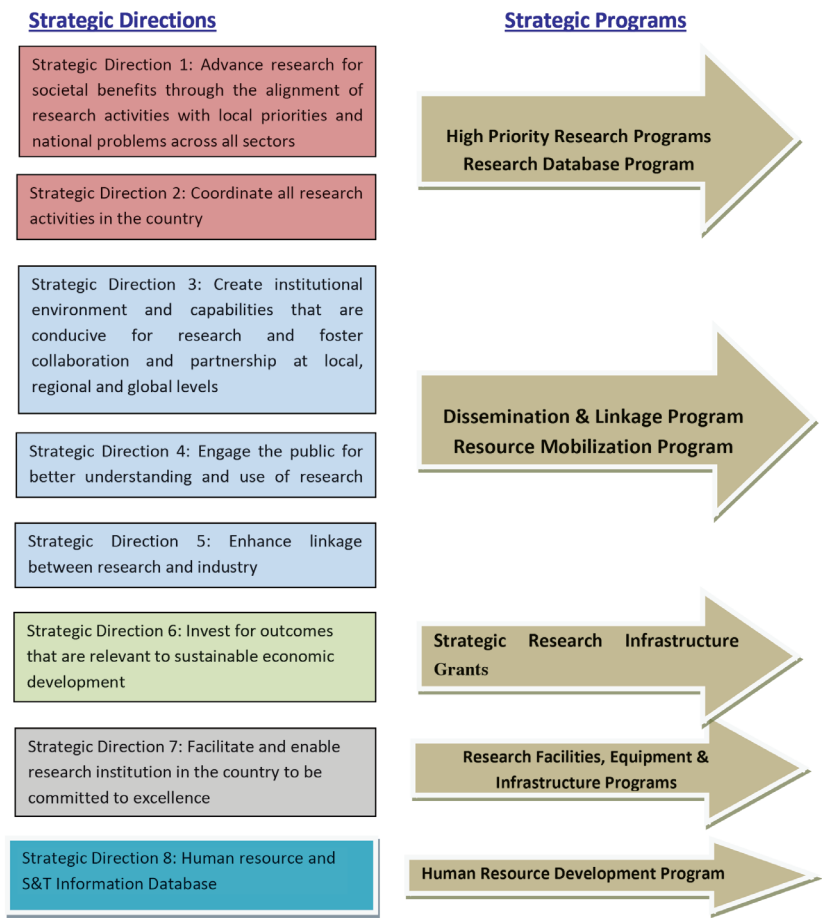 Strategic Directions
Strategic Direction 1: Advance research for
societal benefits through the alignment of
research activities with local priorities and
national problems across all sectors
Strategic Direction 2: Coordinate all research
activities in the country
Strategic Direction 3: Create institutional
environment and capabilities that are
conducive for research and foster
collaboration and partnership at local,
regional and global levels
Strategic Direction 4: Engage the public for
better understanding and use of research
Strategic Direction 5: Enhance linkage
between research and industry
Strategic Direction 6: Invest for outcomes
that are relevant to sustainable economic
development
Strategic Direction 7: Facilitate and enable
research institution in the country to be
committed to excellence
Strategic Direction 8: Human resource and
S&T Information Database
Strategic Programs
High Priority Research Programs
Research Database Program
Dissemination & Linkage Program
Resource Mobilization Program
Strategic Research Infrastructure
Grants
Research Facilities, Equipment &
Infrastructure Programs
Human Resource Development Program